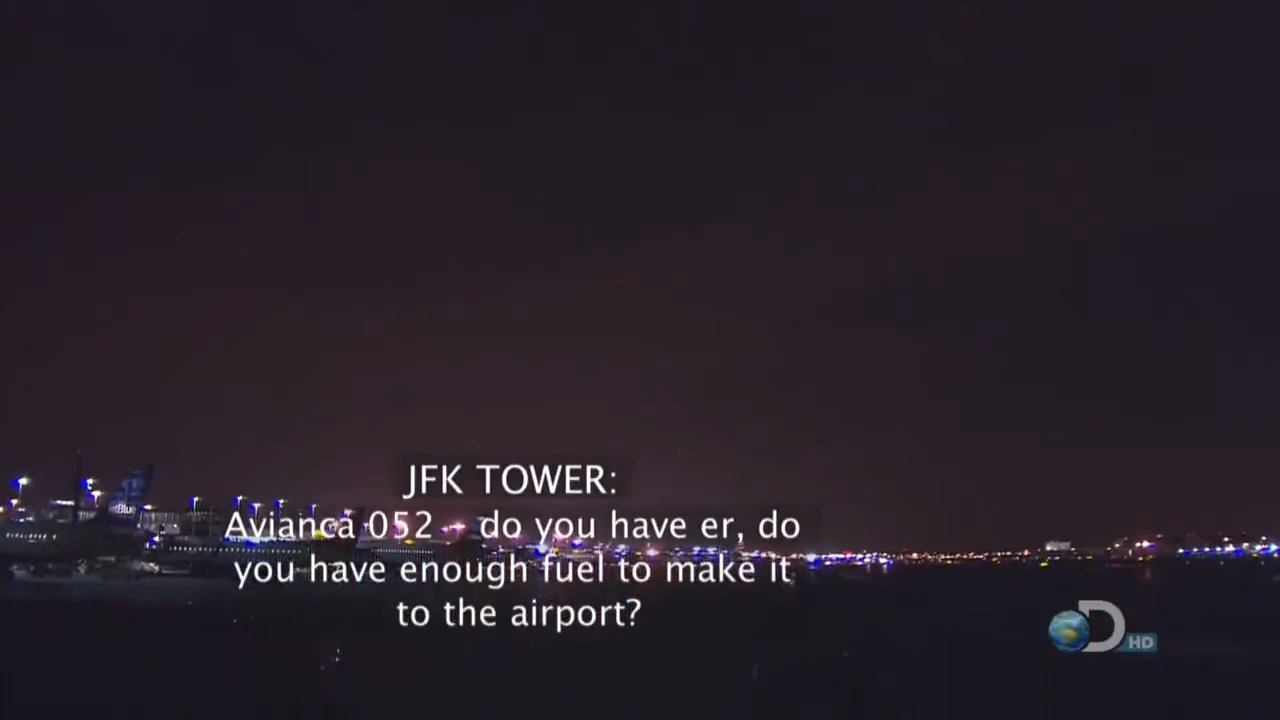 JFK TOWER:
Avianca 052 - do you have er, do
you have enough fuel to make it
to the airport?
D
HD